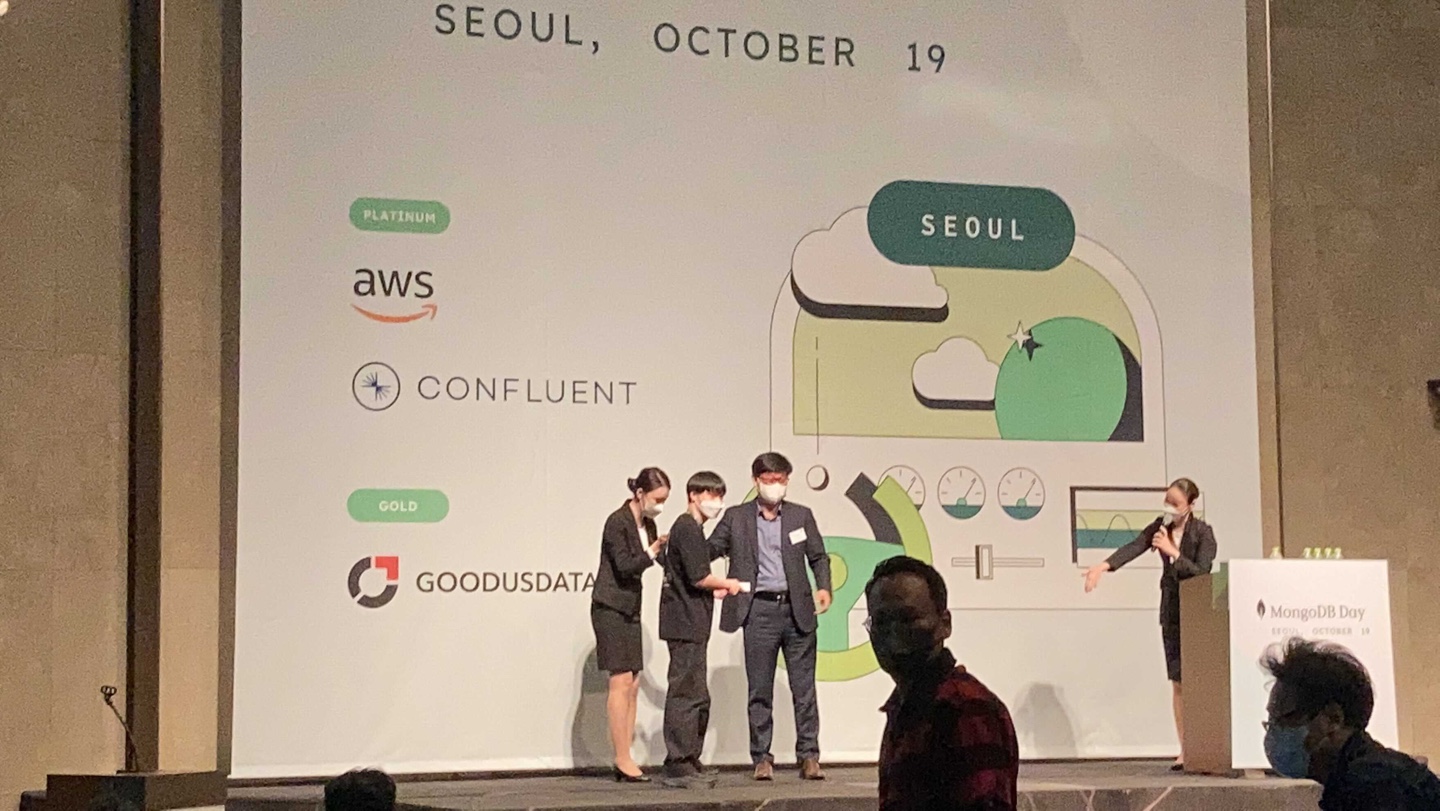 SEOUL, OCTOBER 19
PLATINUM
aws
CONFLUENT
GOLD
GOODUSDATA
SEOUL
MongoDB Day
SEOUL, OCTOBER 19